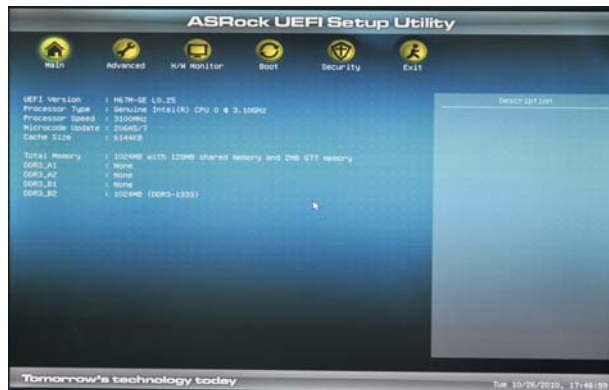 ASRock UEFI Setup Utility
Main
Advanced
H/W Monitor
Boot
Security
Exit
UEFI Version : H67M-GE L0.25
Processor Type : Genuine Intel(R) CPU 0 @ 3.10GHz
Processor Speed : 3100MHz
Microcode Update : 206A5/7
Cache Size : 6144KB
Total Memory : 1024MB with 128MB shared memory and 2MB GTT memory
DDR3_A1 : None
DDR3_A2 : None
DDR3_B1 : None
DDR3_B2 : 1024MB (DDR3-1333)
Description
Tomorrow's technology today
Tue 10/26/2010, 17:46:59